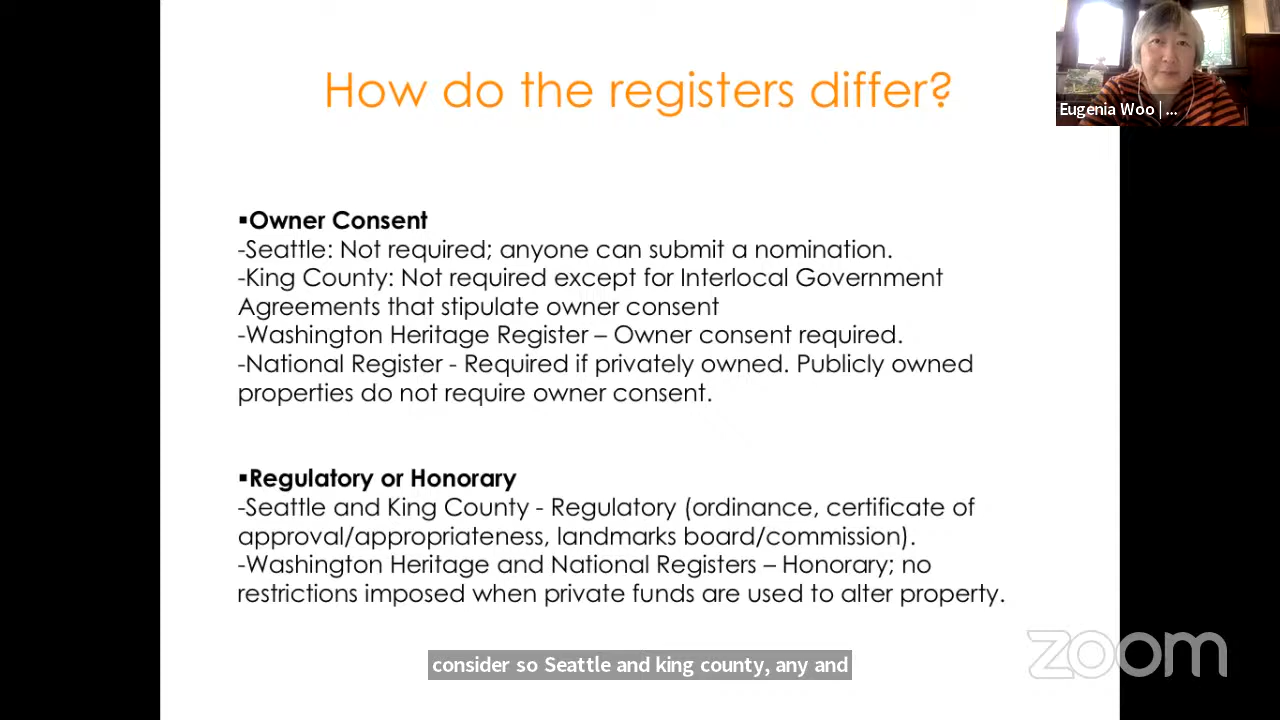 How do the registers differ?
Eugenia Woo | ...
▪Owner Consent
-Seattle: Not required; anyone can submit a nomination.
-King County: Not required except for Interlocal Government
Agreements that stipulate owner consent
-Washington Heritage Register – Owner consent required.
-National Register - Required if privately owned. Publicly owned
properties do not require owner consent.
▪Regulatory or Honorary
-Seattle and King County - Regulatory (ordinance, certificate of
approval/appropriateness, landmarks board/commission).
-Washington Heritage and National Registers – Honorary; no
restrictions imposed when private funds are used to alter property.
consider so Seattle and king county, any and
zoom